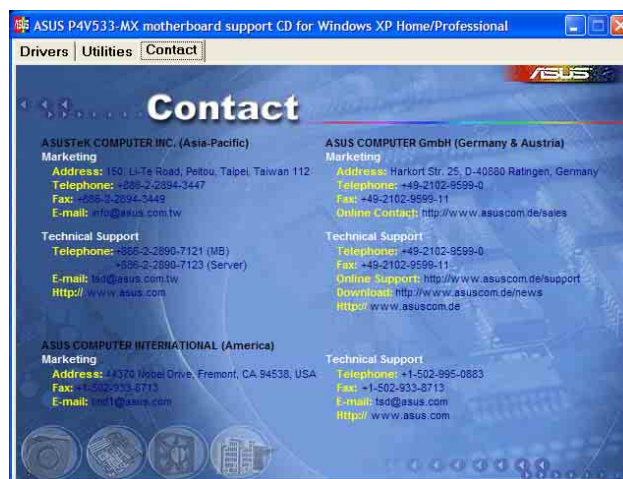 ASUS P4V533-MX motherboard support CD for Windows XP Home/Professional
Drivers Utilities Contact
ASUS
Contact
ASUSTeK COMPUTER INC. (Asia-Pacific)
Marketing
Address: 150, Li-Te Road, Peitou, Taipei, Taiwan 112
Telephone: +886-2-2894-3447
Fax: +886-2-2894-3449
E-mail: info@asus.com.tw
Technical Support
Telephone: +886-2-2890-7121 (MB)
+886-2-2890-7123 (Server)
E-mail: tsd@asus.com.tw
Http:// www.asus.com
ASUS COMPUTER INTERNATIONAL (America)
Marketing
Address: 44370 Nobel Drive, Fremont, CA 94538, USA
Fax: +1-502-933-8713
E-mail: tmd1@asus.com
ASUS COMPUTER GmbH (Germany & Austria)
Marketing
Address: Harkort Str. 25, D-40880 Ratingen, Germany
Telephone: +49-2102-9599-0
Fax: +49-2102-9599-11
Online Contact: http://www.asuscom.de/sales
Technical Support
Telephone: +49-2102-9599-0
Fax: +49-2102-9599-11
Online Support: http://www.asuscom.de/support
Download: http://www.asuscom.de/news
Http:// www.asuscom.de
Technical Support
Telephone: +1-502-995-0883
Fax: +1-502-933-8713
E-mail: tsd@asus.com
Http:// www.asus.com